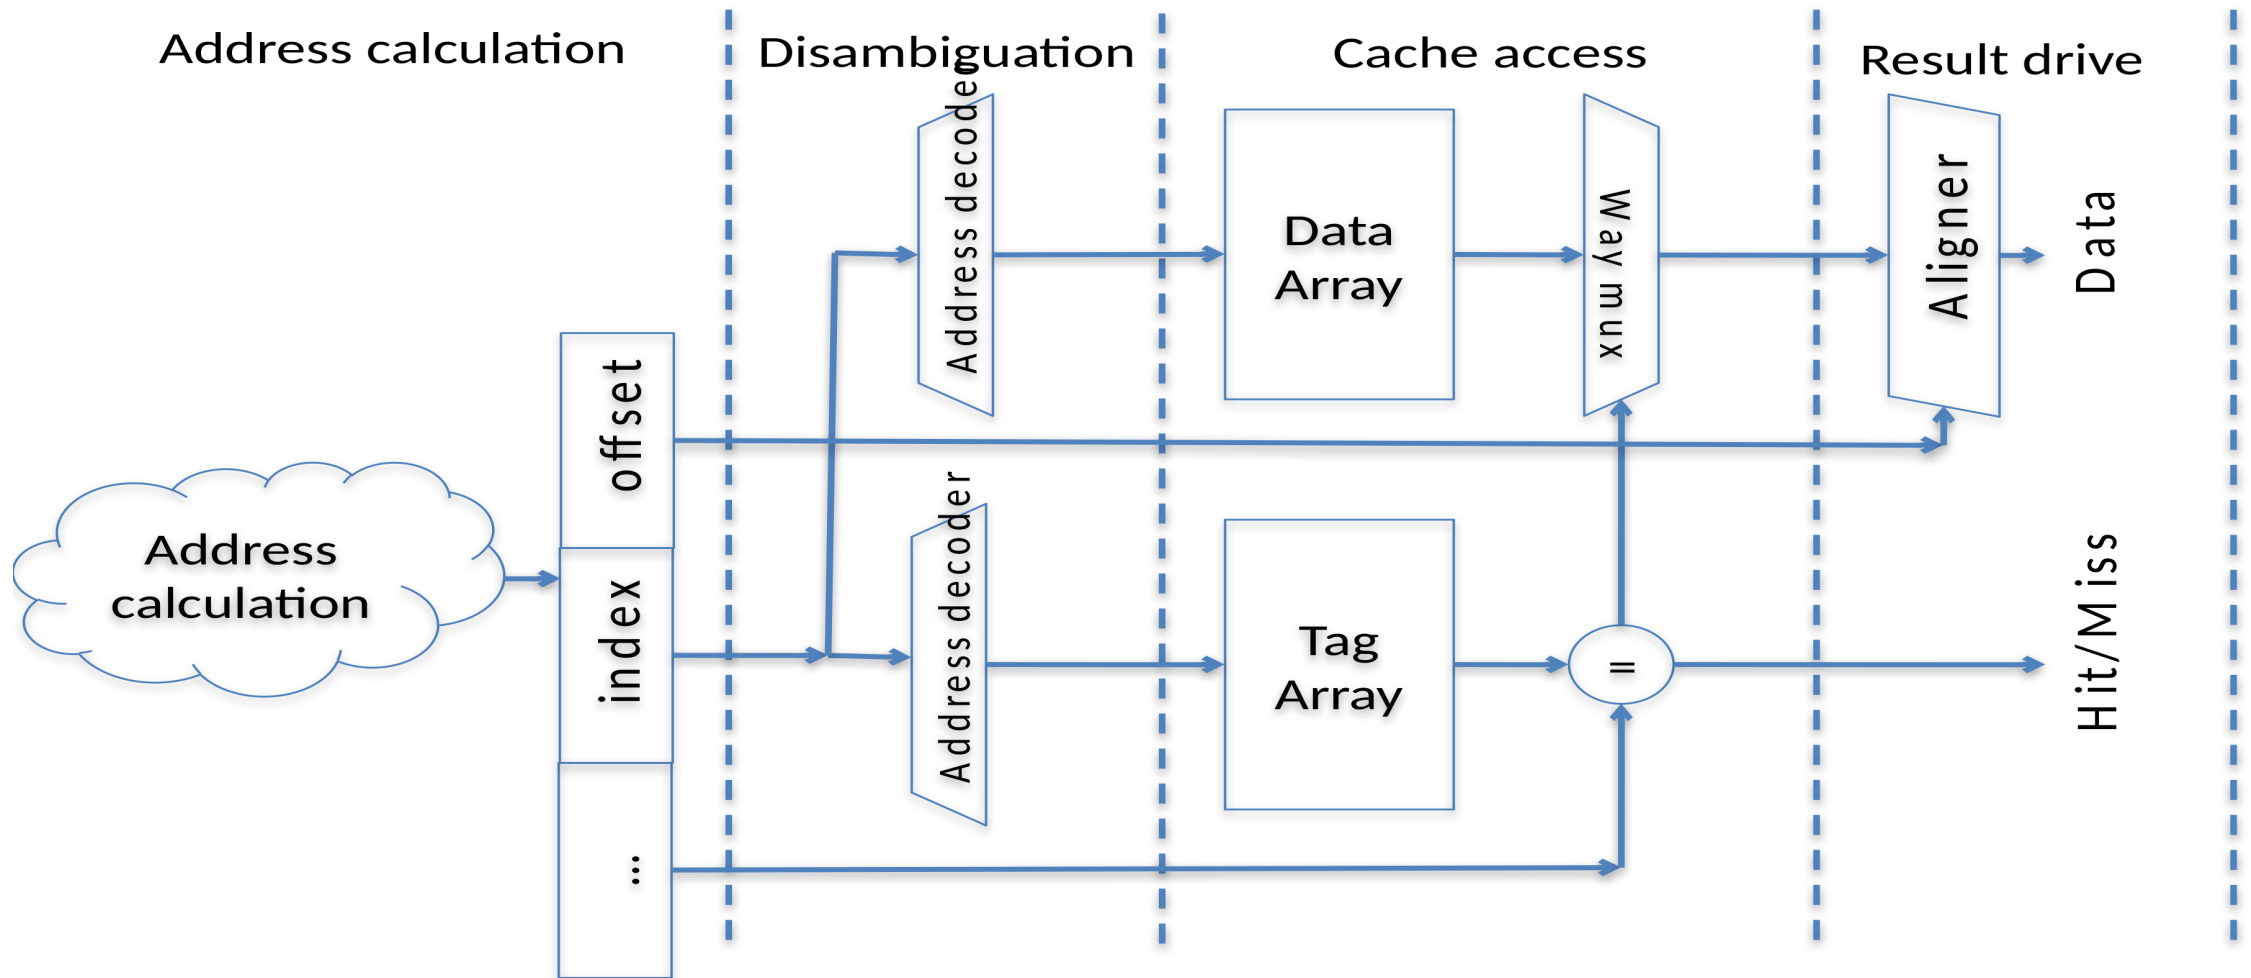 Address calculation
Disambiguation
Cache access
Result drive
Address decoder
Data
Array
Way mux
Aligner
Data
offset
Address
calculation
index
Address decoder
Tag
Array
=
Hit/Miss
...